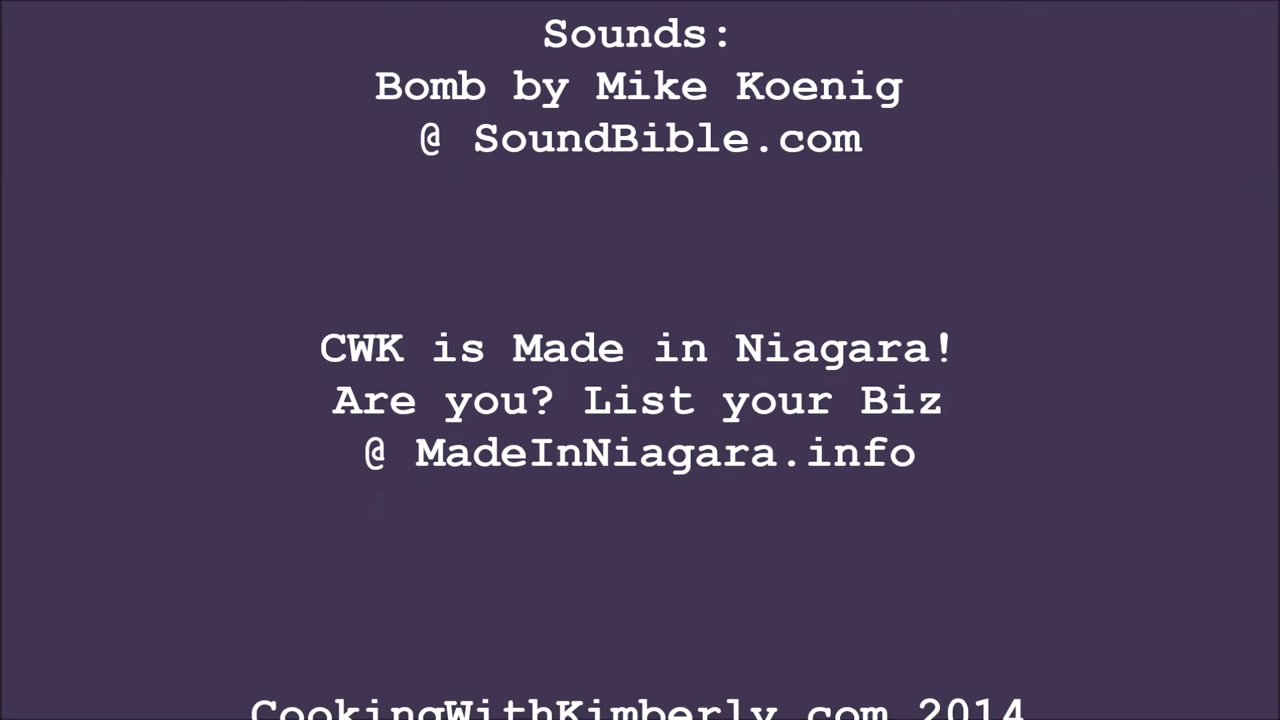 Sounds:
Bomb by Mike Koenig
@ SoundBible.com
CWK is Made in Niagara!
Are you? List your Biz
@ MadeInNiagara.info
CookingWithKimberly.com 2014